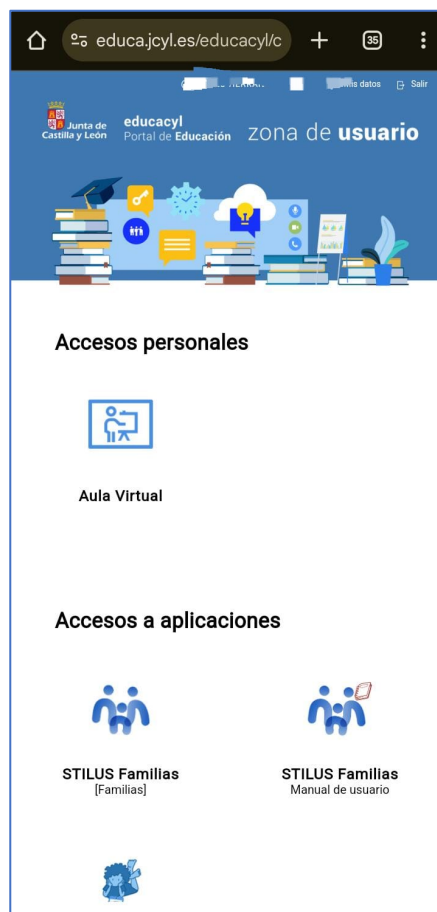 educa.jcyl.es/educacyl/c
35
mis datos Salir
Junta de
Castilla y León
educacyl
Portal de Educación
zona de usuario
Accesos personales
Aula Virtual
Accesos a aplicaciones
STILUS Familias
[Familias]
STILUS Familias
Manual de usuario